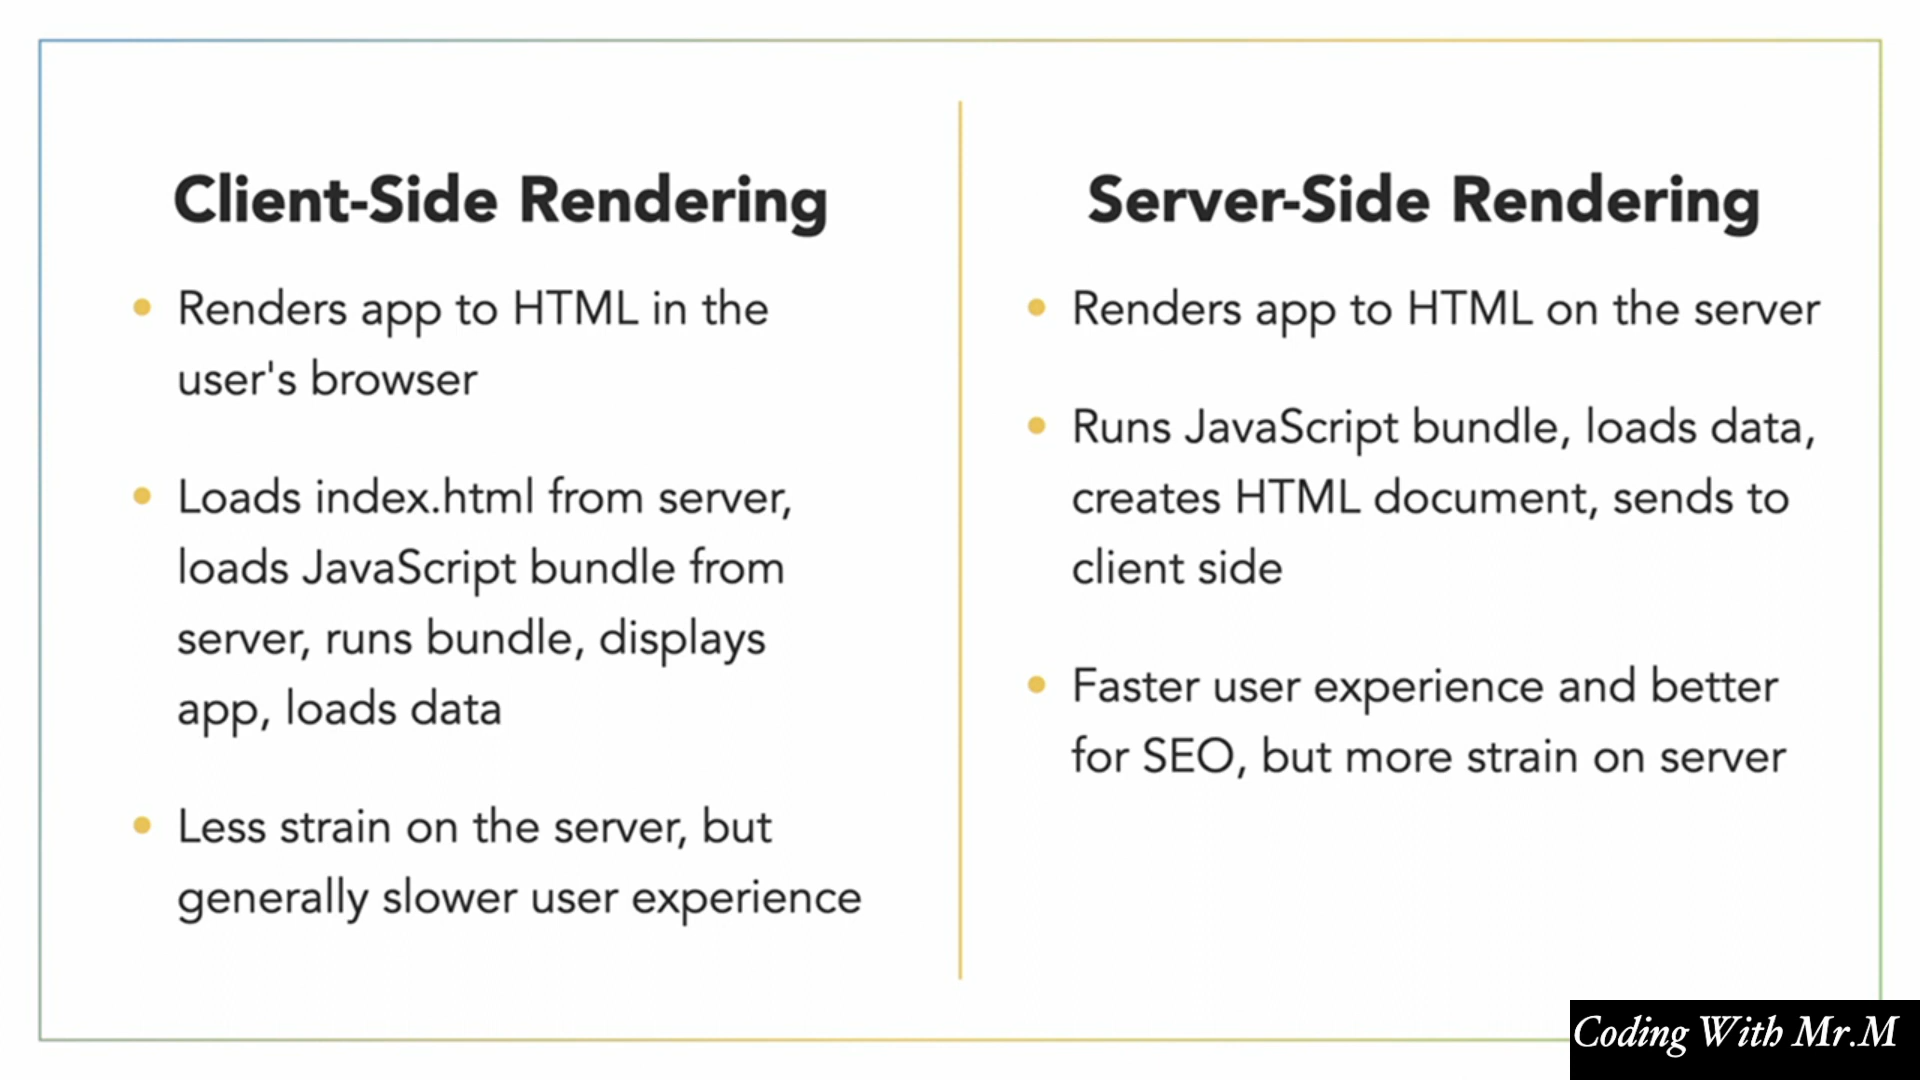 Client-Side Rendering
Renders app to HTML in the
user's browser
Loads index.html from server,
loads JavaScript bundle from
server, runs bundle, displays
app, loads data
Less strain on the server, but
generally slower user experience
Server-Side Rendering
Renders app to HTML on the server
Runs JavaScript bundle, loads data,
creates HTML document, sends to
client side
Faster user experience and better
for SEO, but more strain on server
Coding With Mr.M